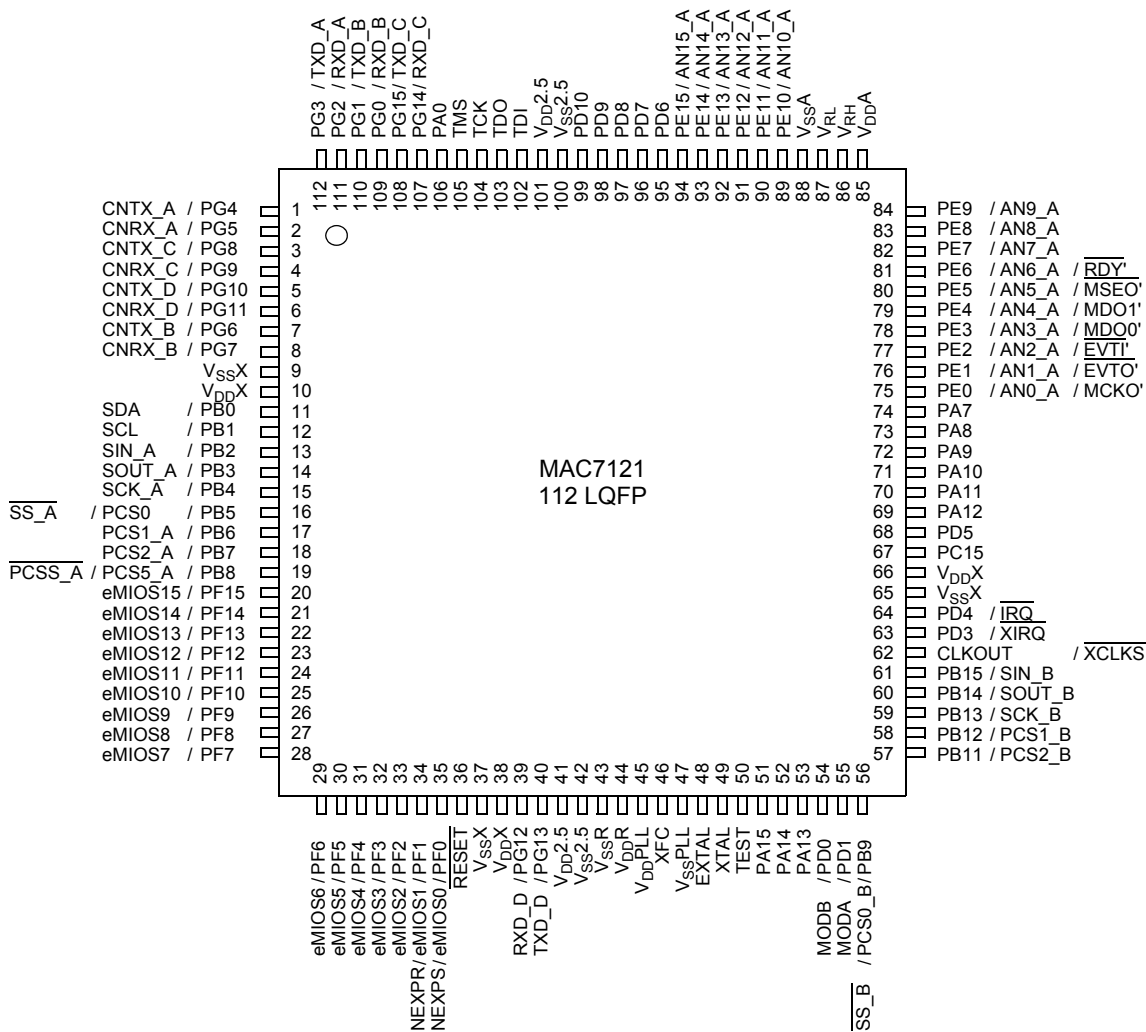 PG3 / TXD_A
PG2 / RXD_A
PG1 / TXD_B
PG0 / RXD_B
PG15/ TXD_C
PG14/ RXD_C
PA0
TMS
TCK
TDO
TDI
VDD2.5
VSS2.5
PD10
PD9
PD8
PD7
PD6
PE15/ AN15_A
PE14/ AN14_A
PE13/ AN13_A
PE12/ AN12_A
PE11/ AN11_A
PE10/ AN10_A
VSSA
VRL
VRH
VDDA
112 111 110 109 108 107 106 105 104 103 102 101 100 99 98 97 96 95 94 93 92 91 90 89 88 87 86 85
CNTX_A / PG4 1
CNRX_A / PG5 2
CNTX_C / PG8 3
CNRX_C / PG9 4
CNTX_D / PG10 5
CNRX_D / PG11 6
CNTX_B / PG6 7
CNRX_B / PG7 8
VSSX 9
VDDX 10
SDA / PB0 11
SCL / PB1 12
SIN_A / PB2 13
SOUT_A / PB3 14
SCK_A / PB4 15
SS_A / PCS0 / PB5 16
PCS1_A / PB6 17
PCS2_A / PB7 18
PCSS_A / PCS5_A / PB8 19
eMIOS15 / PF15 20
eMIOS14 / PF14 21
eMIOS13 / PF13 22
eMIOS12 / PF12 23
eMIOS11 / PF11 24
eMIOS10 / PF10 25
eMIOS9 / PF9 26
eMIOS8 / PF8 27
eMIOS7 / PF7 28
MAC7121
112 LQFP
84 PE9 / AN9_A
83 PE8 / AN8_A
82 PE7 / AN7_A
81 PE6 / AN6_A / RDY'
80 PE5 / AN5_A / MSEO'
79 PE4 / AN4_A / MDO1'
78 PE3 / AN3_A / MDO0'
77 PE2 / AN2_A / EVTI'
76 PE1 / AN1_A / EVTO'
75 PE0 / AN0_A / MCKO'
74 PA7
73 PA8
72 PA9
71 PA10
70 PA11
69 PA12
68 PD5
67 PC15
66 VDDX
65 VSSX
64 PD4 / IRQ
63 PD3 / XIRQ
62 CLKOUT / XCLKS
61 PB15 / SIN_B
60 PB14 / SOUT_B
59 PB13 / SCK_B
58 PB12 / PCS1_B
57 PB11 / PCS2_B
29 30 31 32 33 34 35 36 37 38 39 40 41 42 43 44 45 46 47 48 49 50 51 52 53 54 55 56
eMIOS6 / PF6
eMIOS5 / PF5
eMIOS4 / PF4
eMIOS3 / PF3
eMIOS2 / PF2
NEXPR/ eMIOS1 / PF1
NEXPS/ eMIOS0 / PF0
RESET
VSSX
VDDX
RXD_D / PG12
TXD_D / PG13
VDD2.5
VSS2.5
VSSR
VDDR
VDDPLL
XFC
VSSPLL
EXTAL
XTAL
TEST
PA15
PA14
PA13
MODB / PD0
MODA / PD1
SS_B / PCS0_B/ PB9